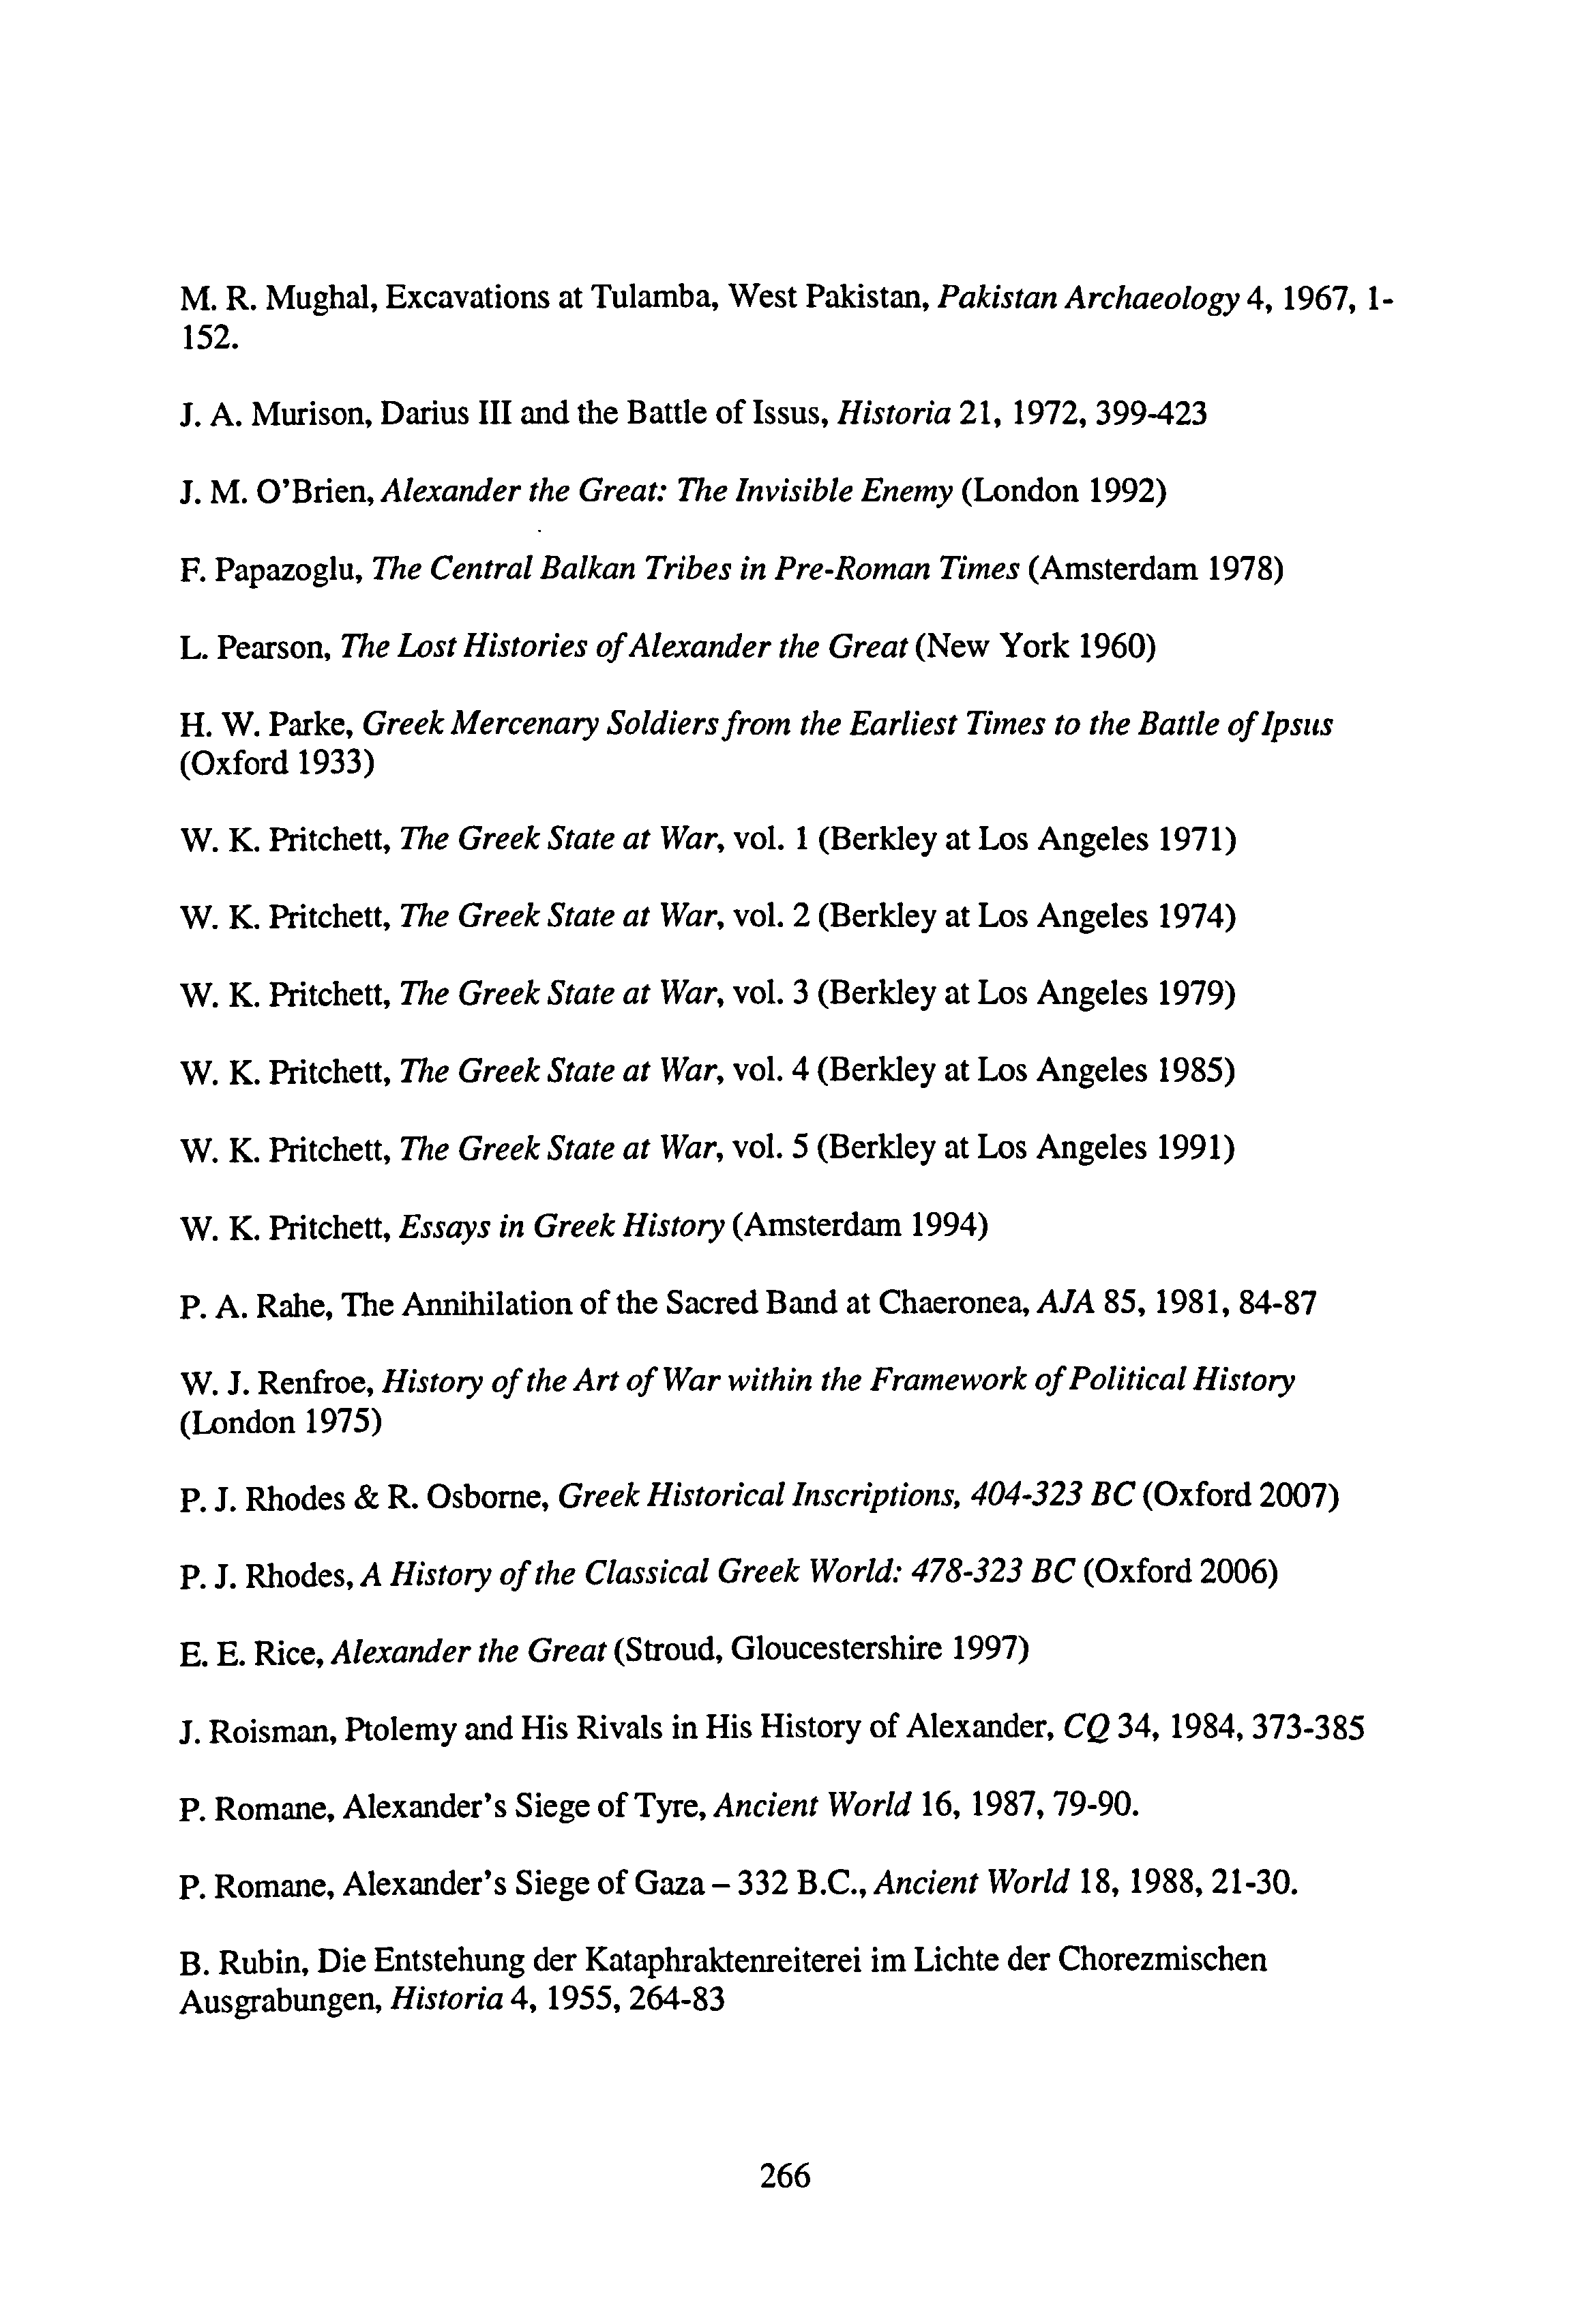 M. R. Mughal, Excavations at Tulamba, West Pakistan, Pakistan Archaeology 4, 1967, 1-
152.
J. A. Murison, Darius III and the Battle of Issus, Historia 21, 1972, 399-423
J. M. O'Brien, Alexander the Great: The Invisible Enemy (London 1992)
F. Papazoglu, The Central Balkan Tribes in Pre-Roman Times (Amsterdam 1978)
L. Pearson, The Lost Histories of Alexander the Great (New York 1960)
H. W. Parke, Greek Mercenary Soldiers from the Earliest Times to the Battle of Ipsus
(Oxford 1933)
W. K. Pritchett, The Greek State at War, vol. 1 (Berkley at Los Angeles 1971)
W. K. Pritchett, The Greek State at War, vol. 2 (Berkley at Los Angeles 1974)
W. K. Pritchett, The Greek State at War, vol. 3 (Berkley at Los Angeles 1979)
W. K. Pritchett, The Greek State at War, vol. 4 (Berkley at Los Angeles 1985)
W. K. Pritchett, The Greek State at War, vol. 5 (Berkley at Los Angeles 1991)
W. K. Pritchett, Essays in Greek History (Amsterdam 1994)
P. A. Rahe, The Annihilation of the Sacred Band at Chaeronea, AJA 85, 1981, 84-87
W. J. Renfroe, History of the Art of War within the Framework of Political History
(London 1975)
P. J. Rhodes & R. Osborne, Greek Historical Inscriptions, 404-323 BC (Oxford 2007)
P. J. Rhodes, A History of the Classical Greek World: 478-323 BC (Oxford 2006)
E. E. Rice, Alexander the Great (Stroud, Gloucestershire 1997)
J. Roisman, Ptolemy and His Rivals in His History of Alexander, CQ 34, 1984, 373-385
P. Romane, Alexander's Siege of Tyre, Ancient World 16, 1987, 79-90.
P. Romane, Alexander's Siege of Gaza – 332 B.C., Ancient World 18, 1988, 21-30.
B. Rubin, Die Entstehung der Kataphraktenreiterei im Lichte der Chorezmischen
Ausgrabungen, Historia 4, 1955, 264-83
266